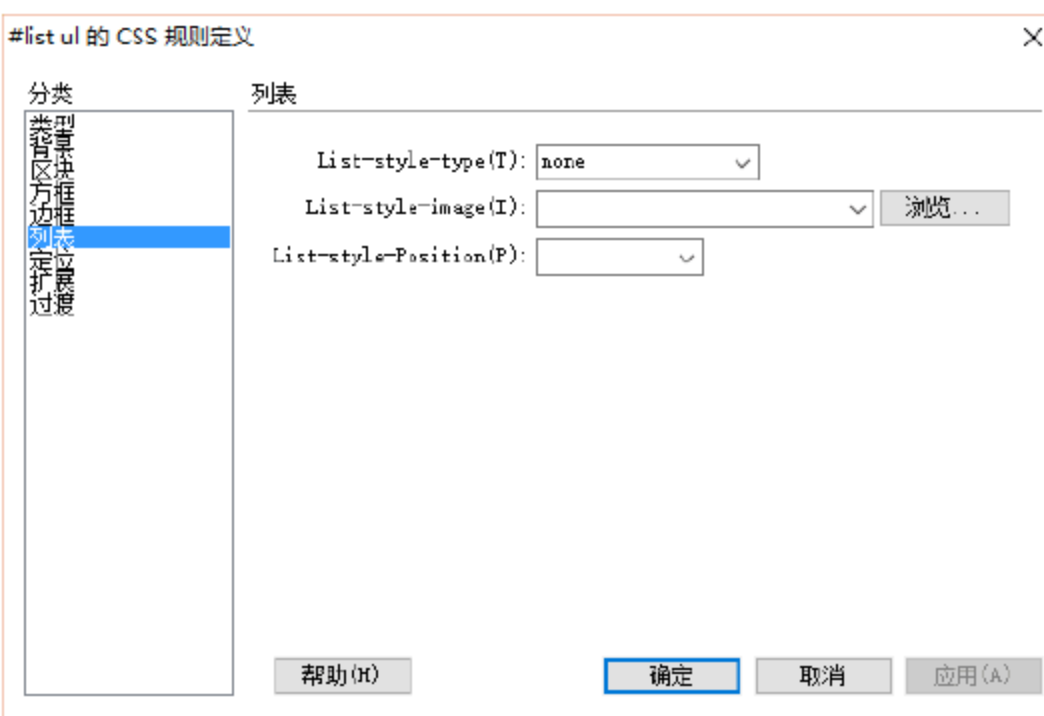 #list ul 的 CSS 规则定义
分类
列表
类型
背景
区块
方框
边框
列表
定位
扩展
过渡
List-style-type(T): none
List-style-image(I): 浏览...
List-style-Position(P):
帮助(H) 确定 取消 应用(A)